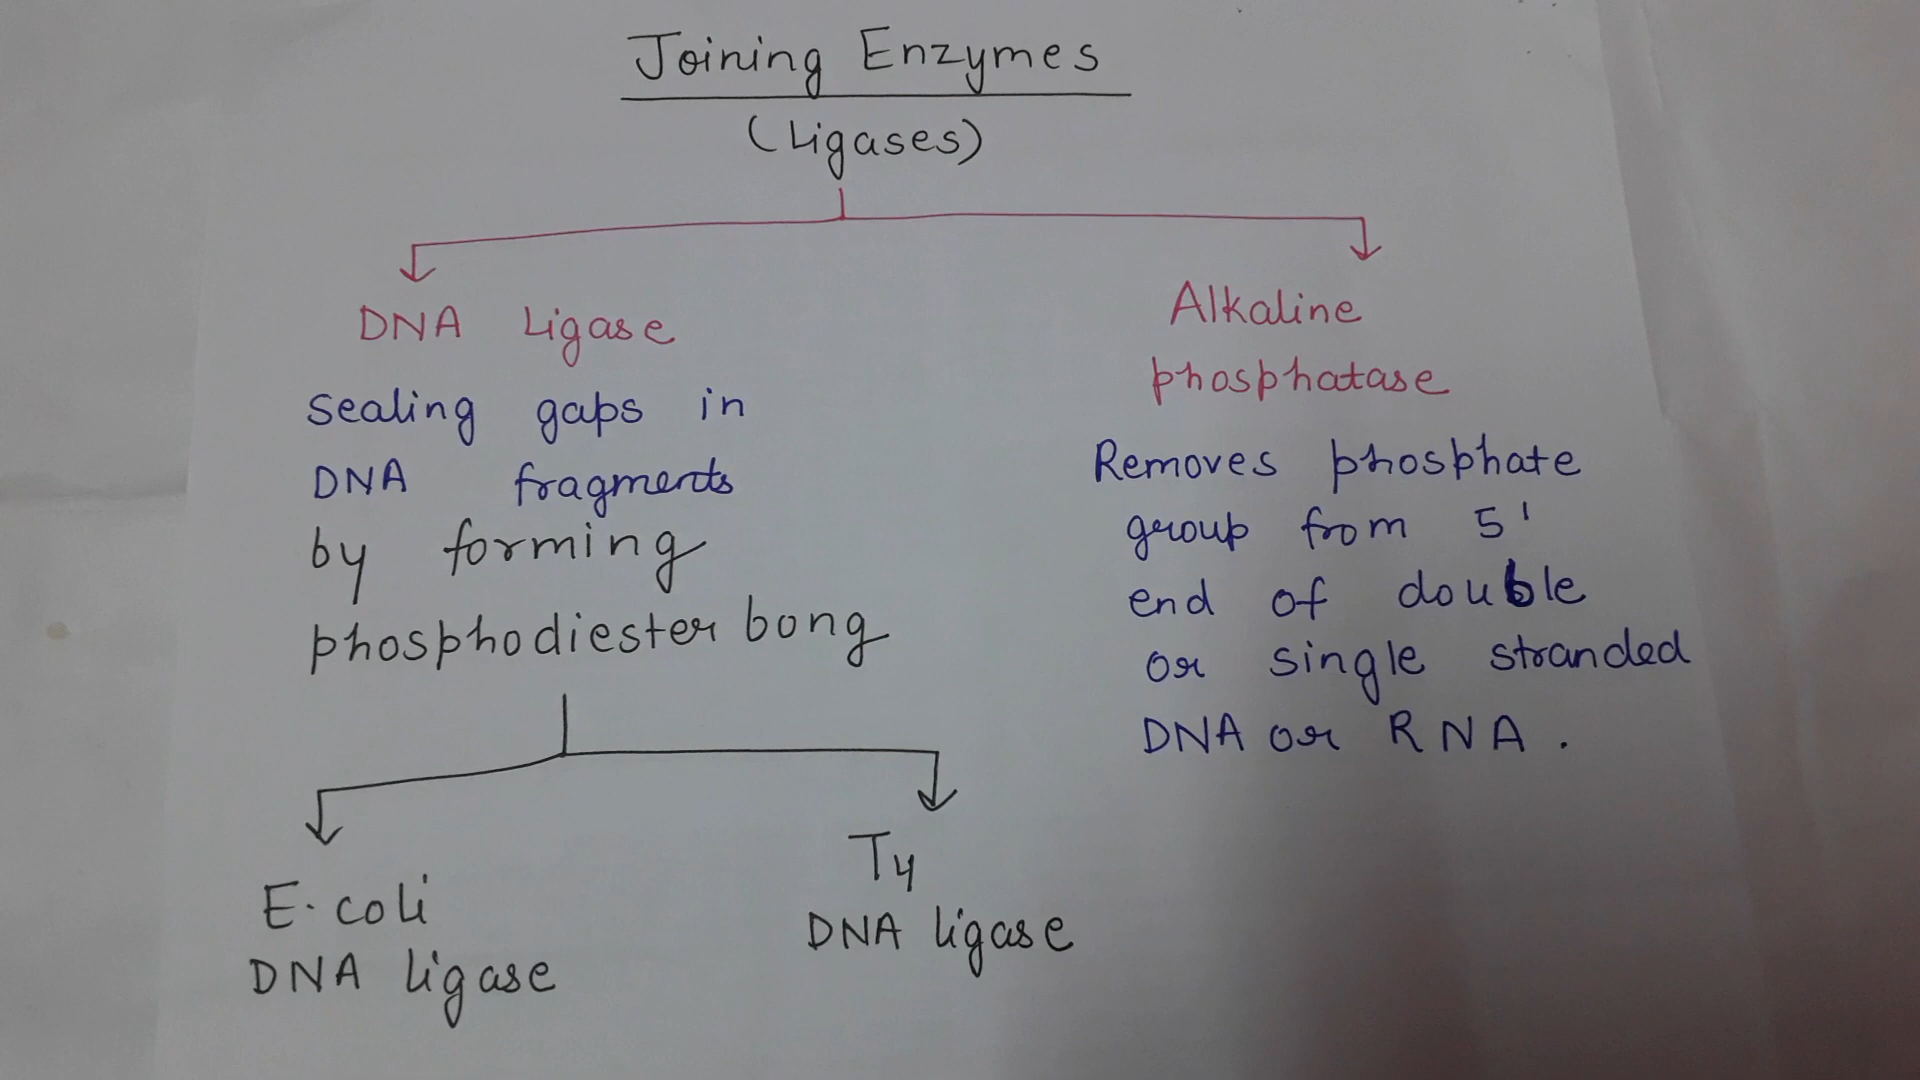 Joining Enzymes
(Ligases)
DNA Ligase
sealing gaps in
DNA fragments
by forming
phosphodiester bong
E.coli
DNA ligase
T4
DNA ligase
Alkaline
phosphatase
Removes phosphate
group from 5'
end of double
or single stranded
DNA or RNA.